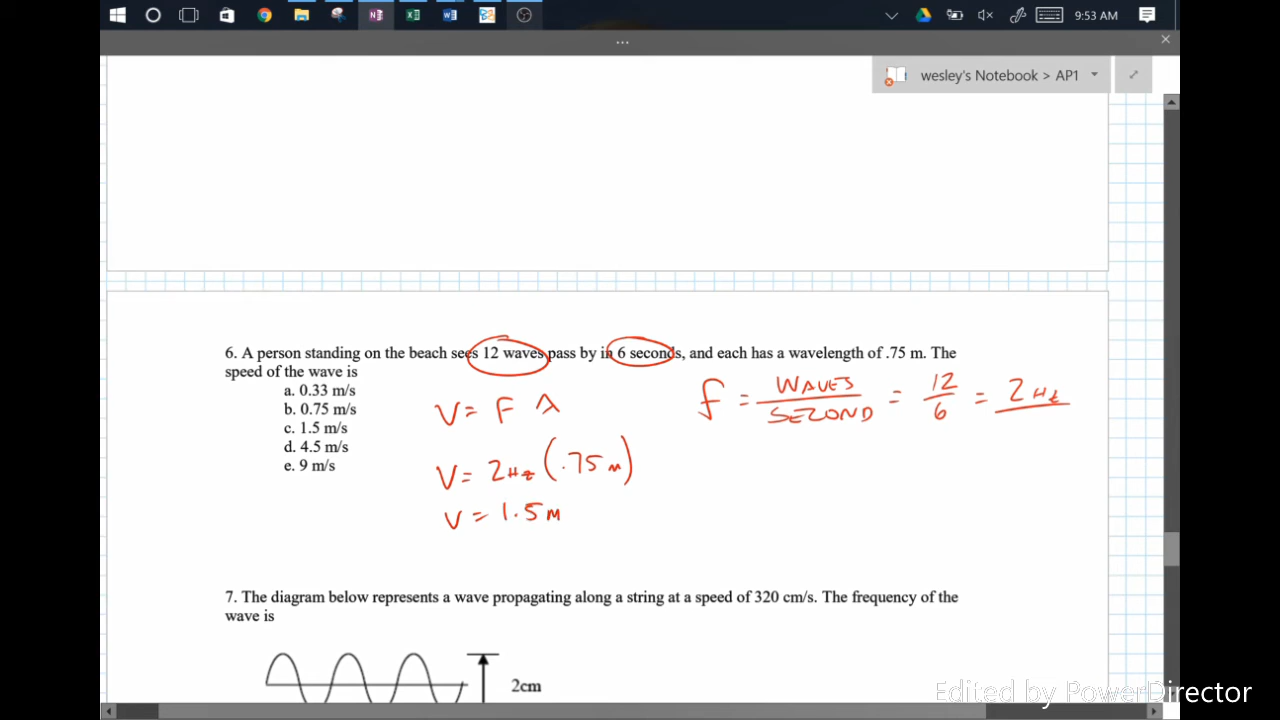 9:53 AM
...
wesley's Notebook > AP1
6. A person standing on the beach sees 12 waves pass by in 6 seconds, and each has a wavelength of .75 m. The
speed of the wave is
a. 0.33 m/s
b. 0.75 m/s
c. 1.5 m/s
d. 4.5 m/s
e. 9 m/s
V = F λ
V = 2Hz (.75 M)
V = 1.5 M
f = WAVES / SECOND = 12 / 6 = 2 Hz
7. The diagram below represents a wave propagating along a string at a speed of 320 cm/s. The frequency of the
wave is
2cm
Edited by PowerDirector